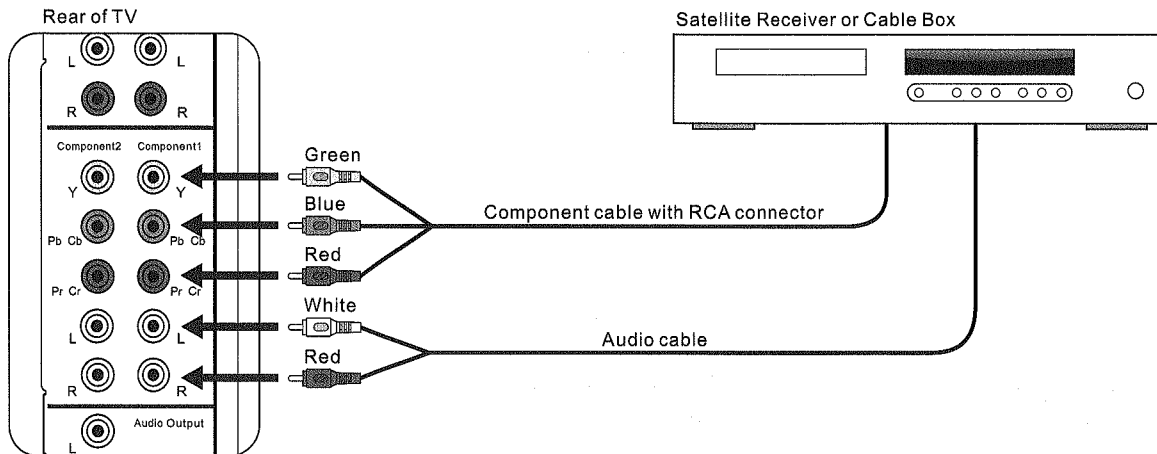 Rear of TV
Satellite Receiver or Cable Box
L L
R R
Component2 Component1
Y Y
Pb Cb Pb Cb
Pr Cr Pr Cr
L L
R R
Audio Output
L
Green
Blue
Red
White
Red
Component cable with RCA connector
Audio cable